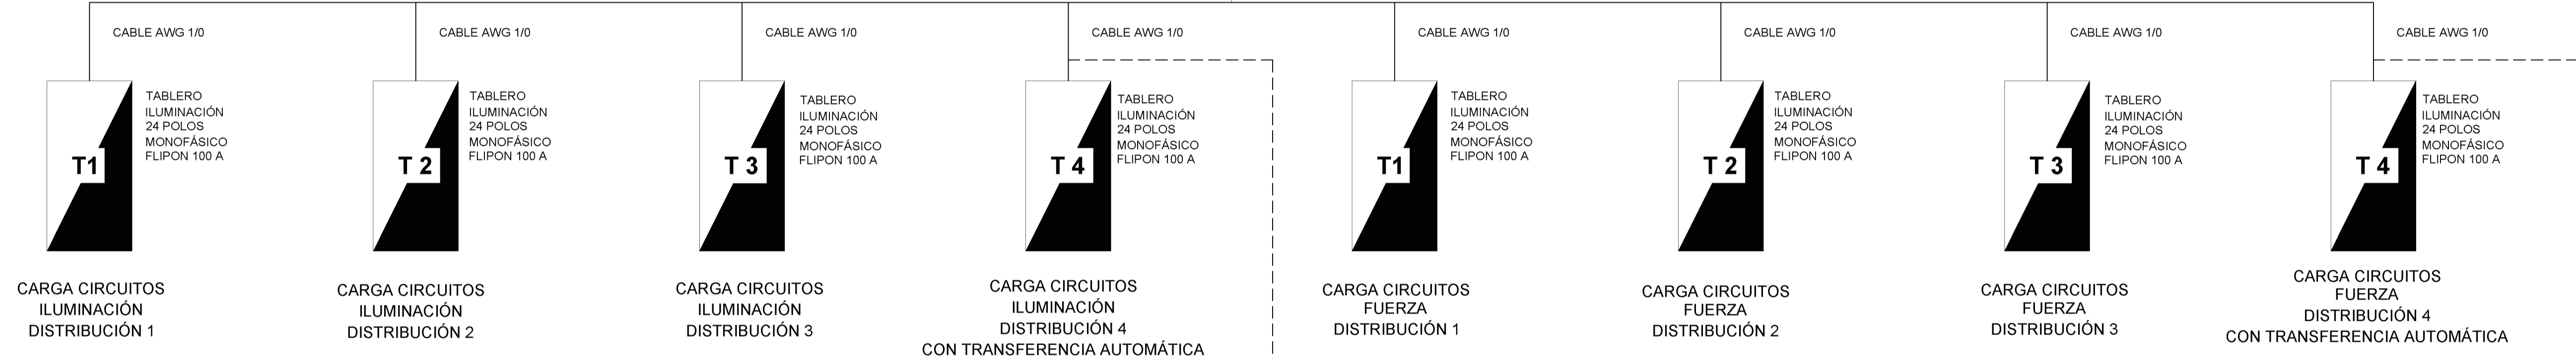 CABLE AWG 1/0
TABLERO
ILUMINACIÓN
24 POLOS
MONOFÁSICO
FLIPON 100 A
T1
CARGA CIRCUITOS
ILUMINACIÓN
DISTRIBUCIÓN 1
CABLE AWG 1/0
TABLERO
ILUMINACIÓN
24 POLOS
MONOFÁSICO
FLIPON 100 A
T 2
CARGA CIRCUITOS
ILUMINACIÓN
DISTRIBUCIÓN 2
CABLE AWG 1/0
TABLERO
ILUMINACIÓN
24 POLOS
MONOFÁSICO
FLIPON 100 A
T 3
CARGA CIRCUITOS
ILUMINACIÓN
DISTRIBUCIÓN 3
CABLE AWG 1/0
TABLERO
ILUMINACIÓN
24 POLOS
MONOFÁSICO
FLIPON 100 A
T 4
CARGA CIRCUITOS
ILUMINACIÓN
DISTRIBUCIÓN 4
CON TRANSFERENCIA AUTOMÁTICA
CABLE AWG 1/0
TABLERO
ILUMINACIÓN
24 POLOS
MONOFÁSICO
FLIPON 100 A
T1
CARGA CIRCUITOS
FUERZA
DISTRIBUCIÓN 1
CABLE AWG 1/0
TABLERO
ILUMINACIÓN
24 POLOS
MONOFÁSICO
FLIPON 100 A
T 2
CARGA CIRCUITOS
FUERZA
DISTRIBUCIÓN 2
CABLE AWG 1/0
TABLERO
ILUMINACIÓN
24 POLOS
MONOFÁSICO
FLIPON 100 A
T 3
CARGA CIRCUITOS
FUERZA
DISTRIBUCIÓN 3
CABLE AWG 1/0
TABLERO
ILUMINACIÓN
24 POLOS
MONOFÁSICO
FLIPON 100 A
T 4
CARGA CIRCUITOS
FUERZA
DISTRIBUCIÓN 4
CON TRANSFERENCIA AUTOMÁTICA